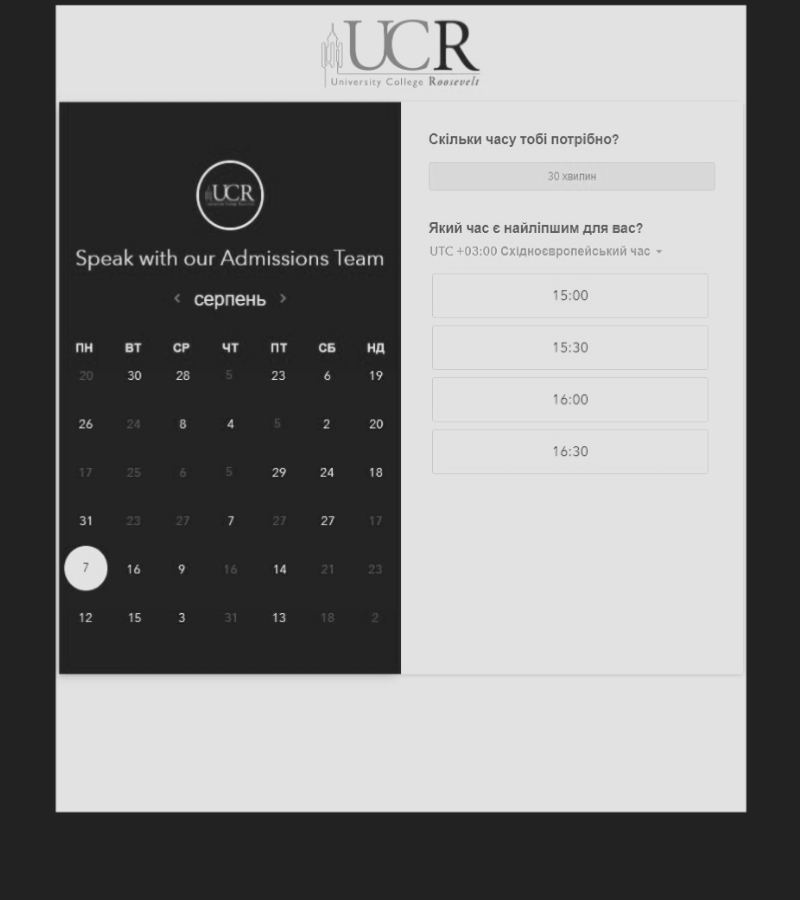 UCR
University College Roosevelt
UCR
Speak with our Admissions Team
серпень
ПН ВТ СР ЧТ ПТ СБ НД
20 30 28 5 23 6 19
26 24 8 4 5 2 20
17 25 6 5 29 24 18
31 23 27 7 27 27 17
7 16 9 16 14 21 23
12 15 3 31 13 18 2
Скільки часу тобі потрібно?
30 хвилин
Який час є найліпшим для вас?
UTC +03:00 Східноєвропейський час
15:00
15:30
16:00
16:30